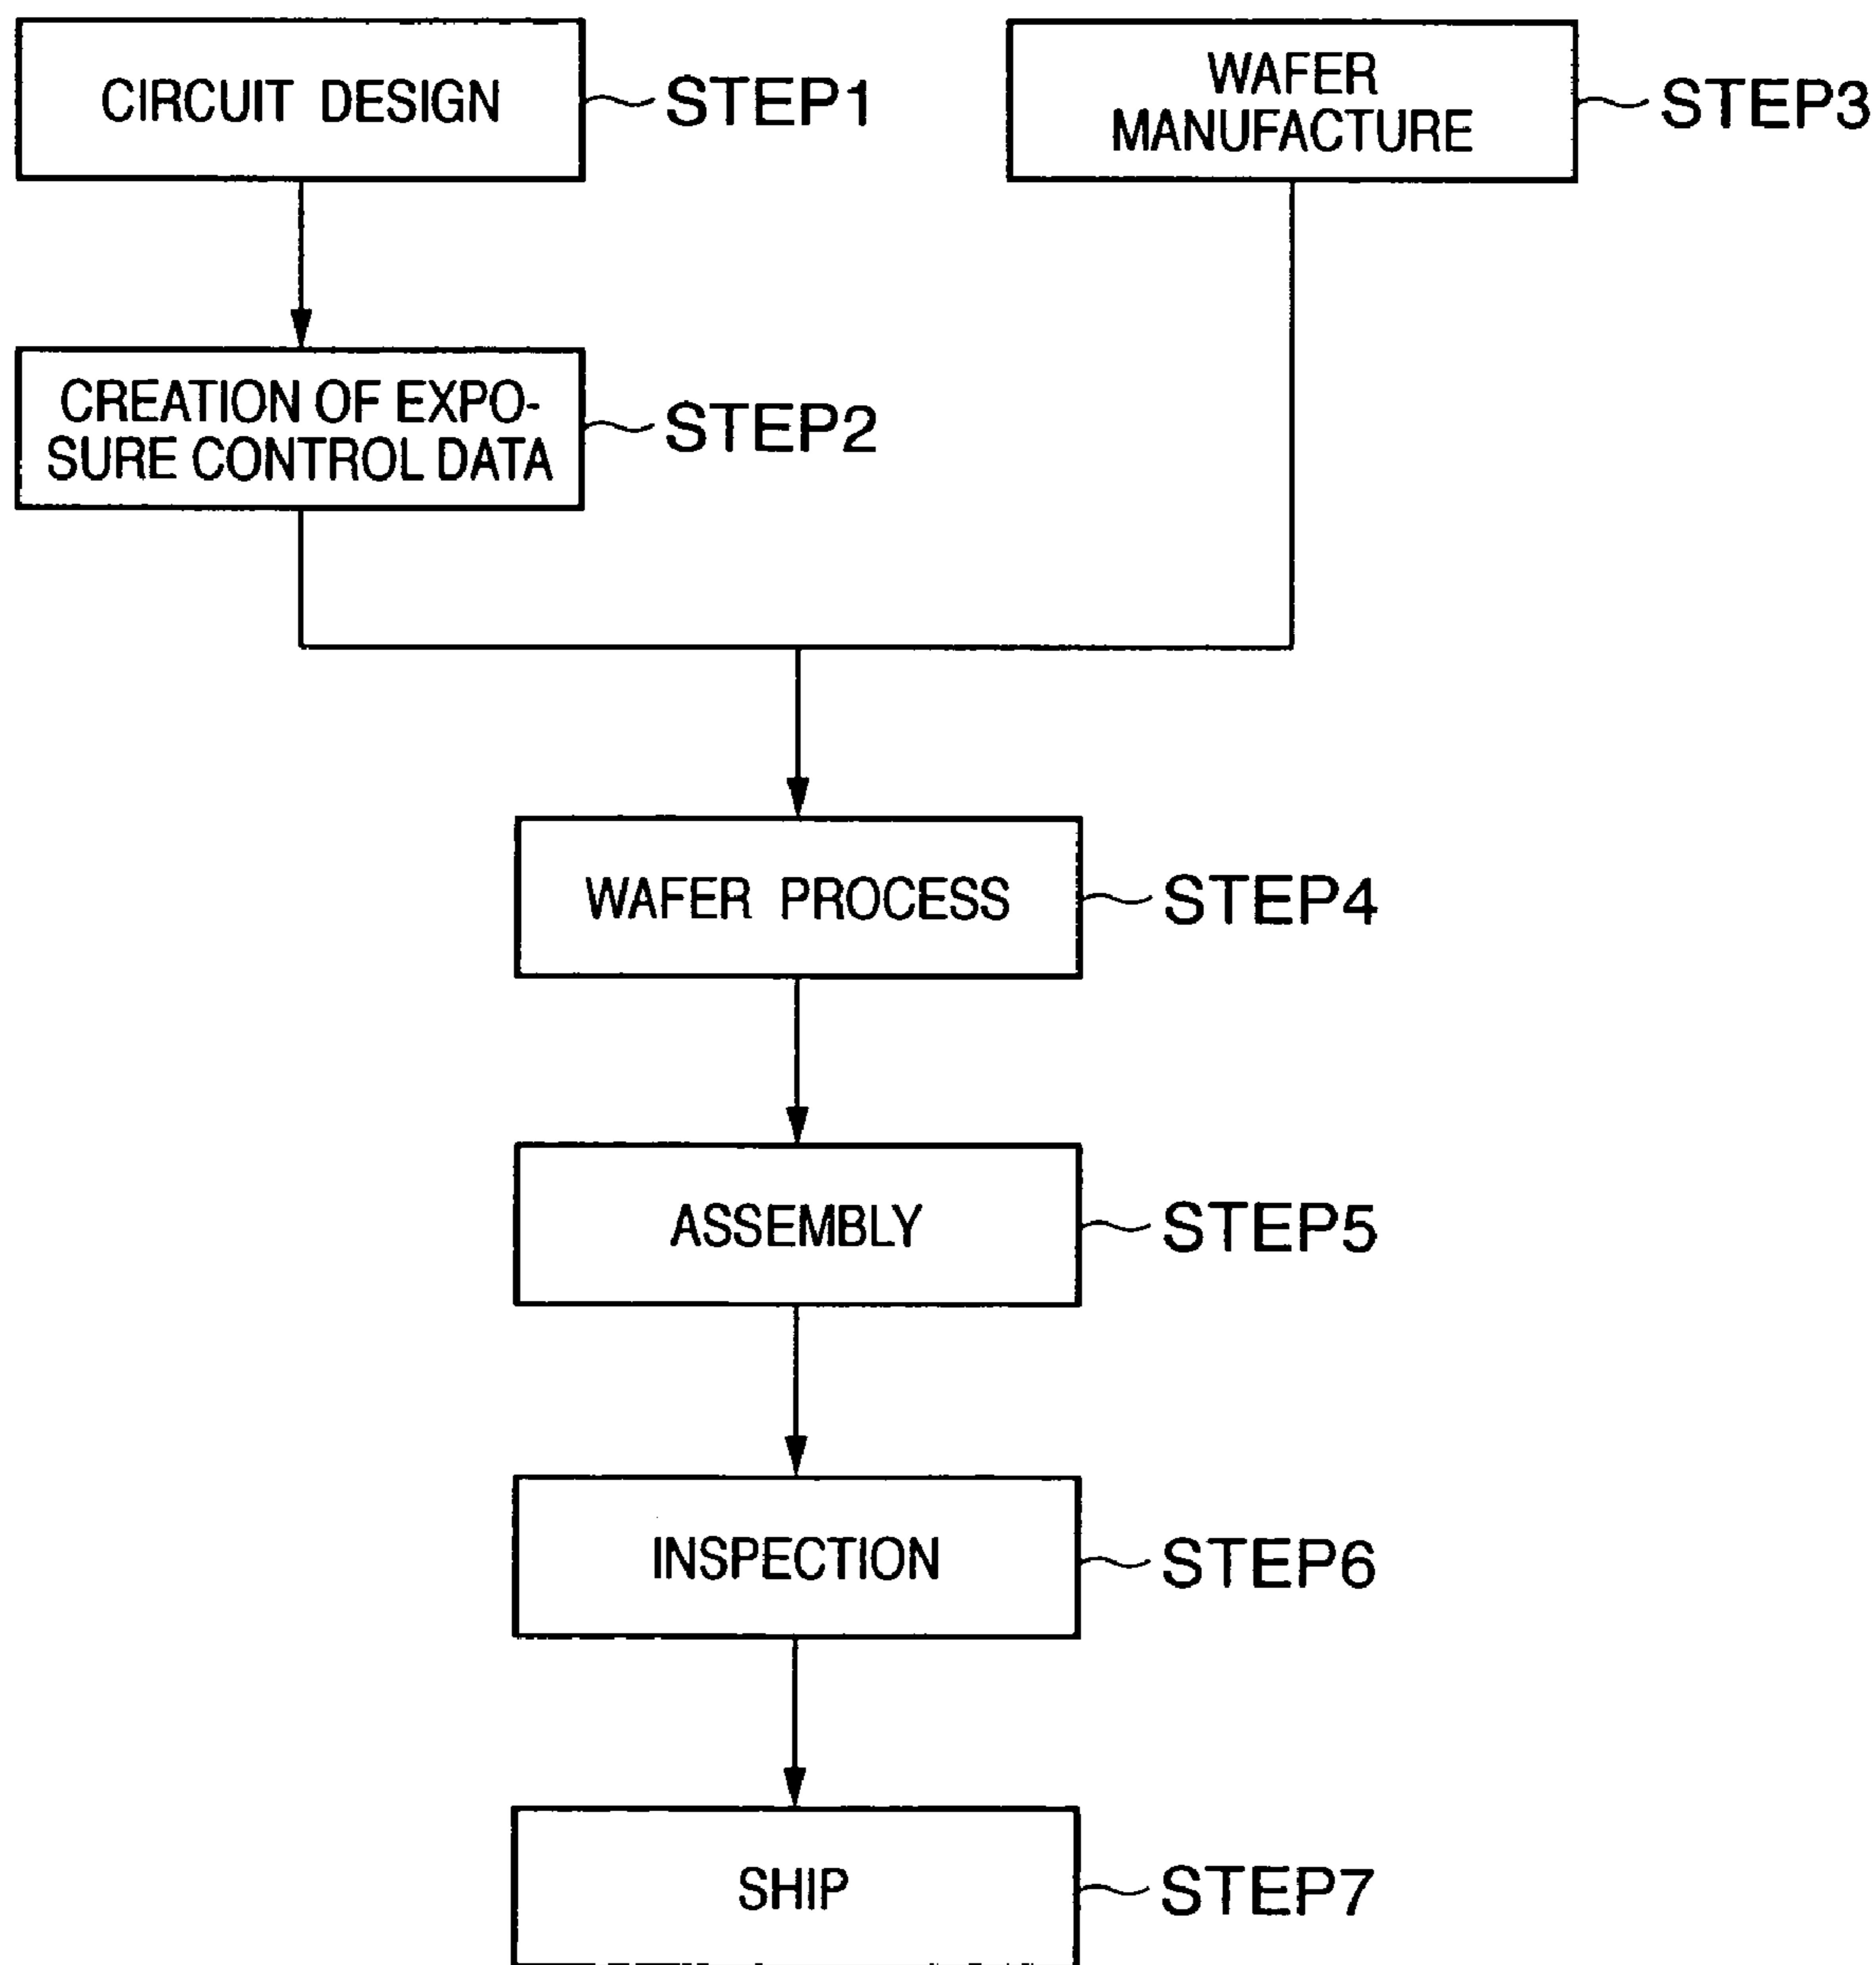 CIRCUIT DESIGN
STEP1
WAFER
MANUFACTURE
STEP3
CREATION OF EXPO-
SURE CONTROL DATA
STEP2
WAFER PROCESS
STEP4
ASSEMBLY
STEP5
INSPECTION
STEP6
SHIP
STEP7